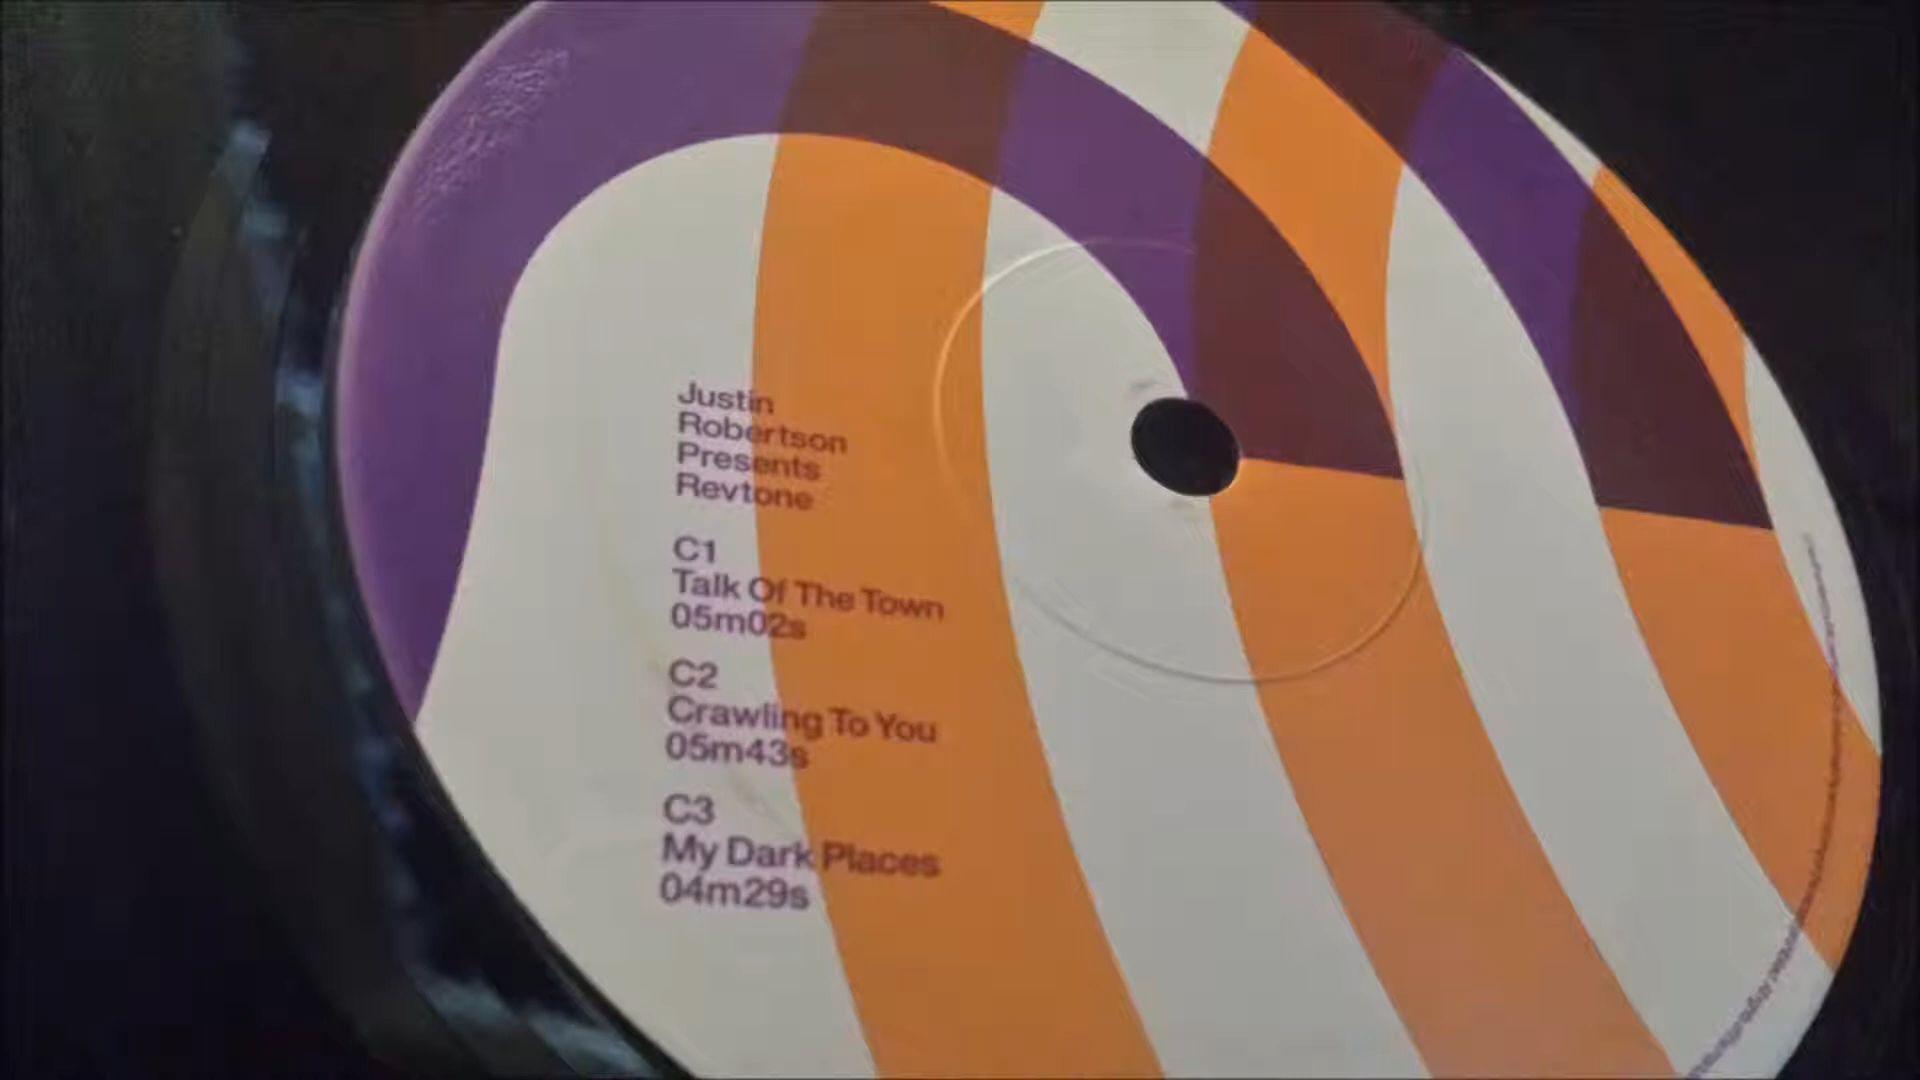 Justin
Robertson
Presents
Revtone
C1
Talk Of The Town
05m02s
C2
Crawling To You
05m43s
C3
My Dark Places
04m29s